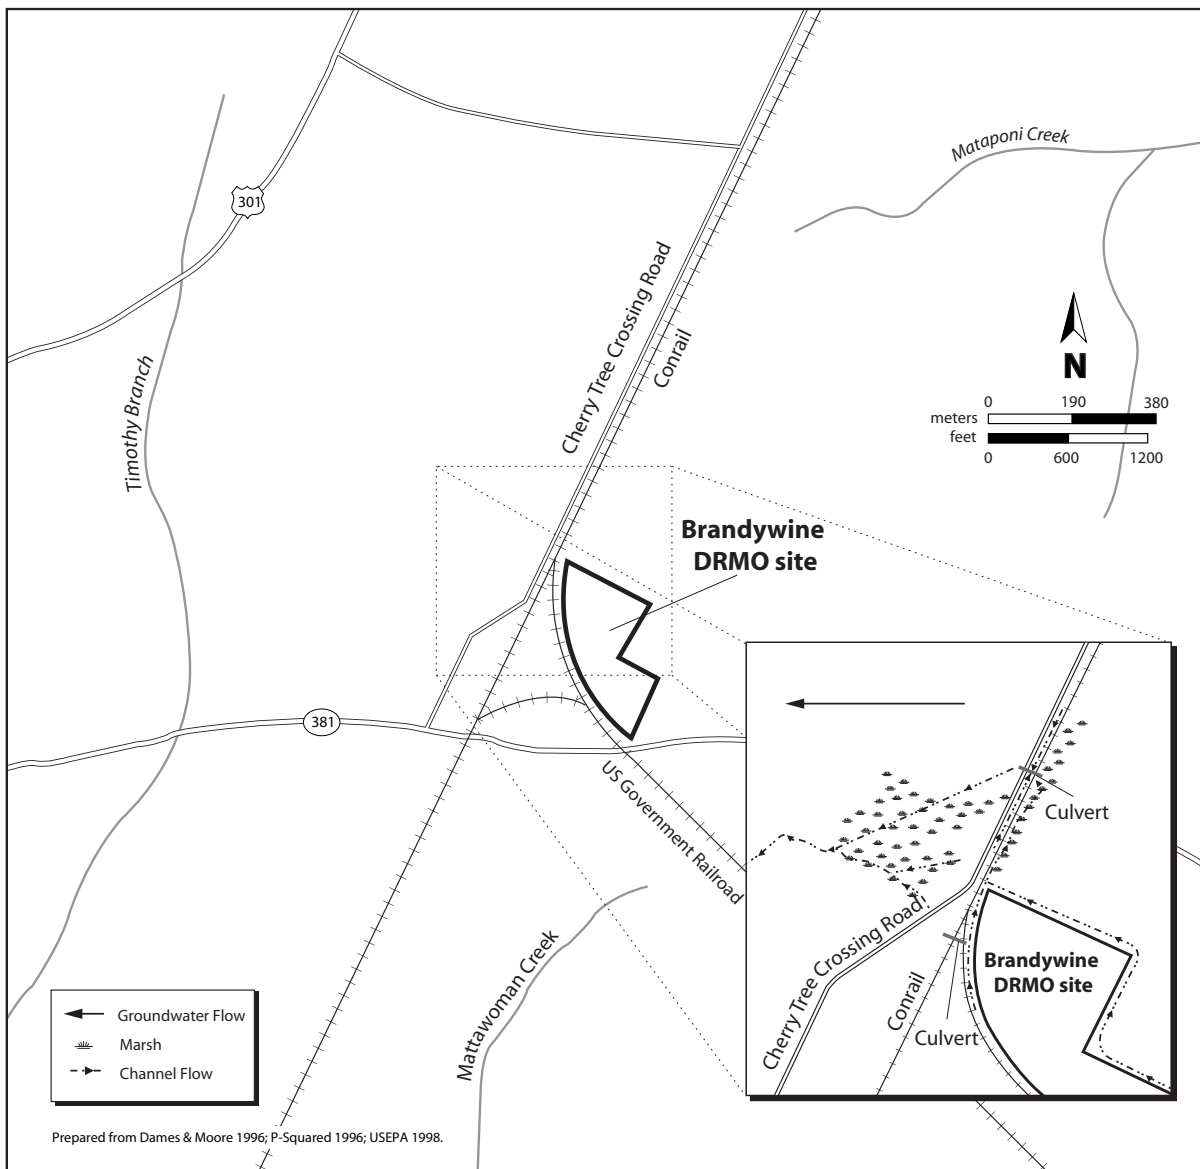 Mataponi Creek
301
Cherry Tree Crossing Road
Conrail
Timothy Branch
N
0 190 380
meters
feet
0 600 1200
Brandywine
DRMO site
381
US Government Railroad
Mattawoman Creek
Culvert
Cherry Tree Crossing Road
Conrail
Culvert
Brandywine
DRMO site
Groundwater Flow
Marsh
Channel Flow
Prepared from Dames & Moore 1996; P-Squared 1996; USEPA 1998.